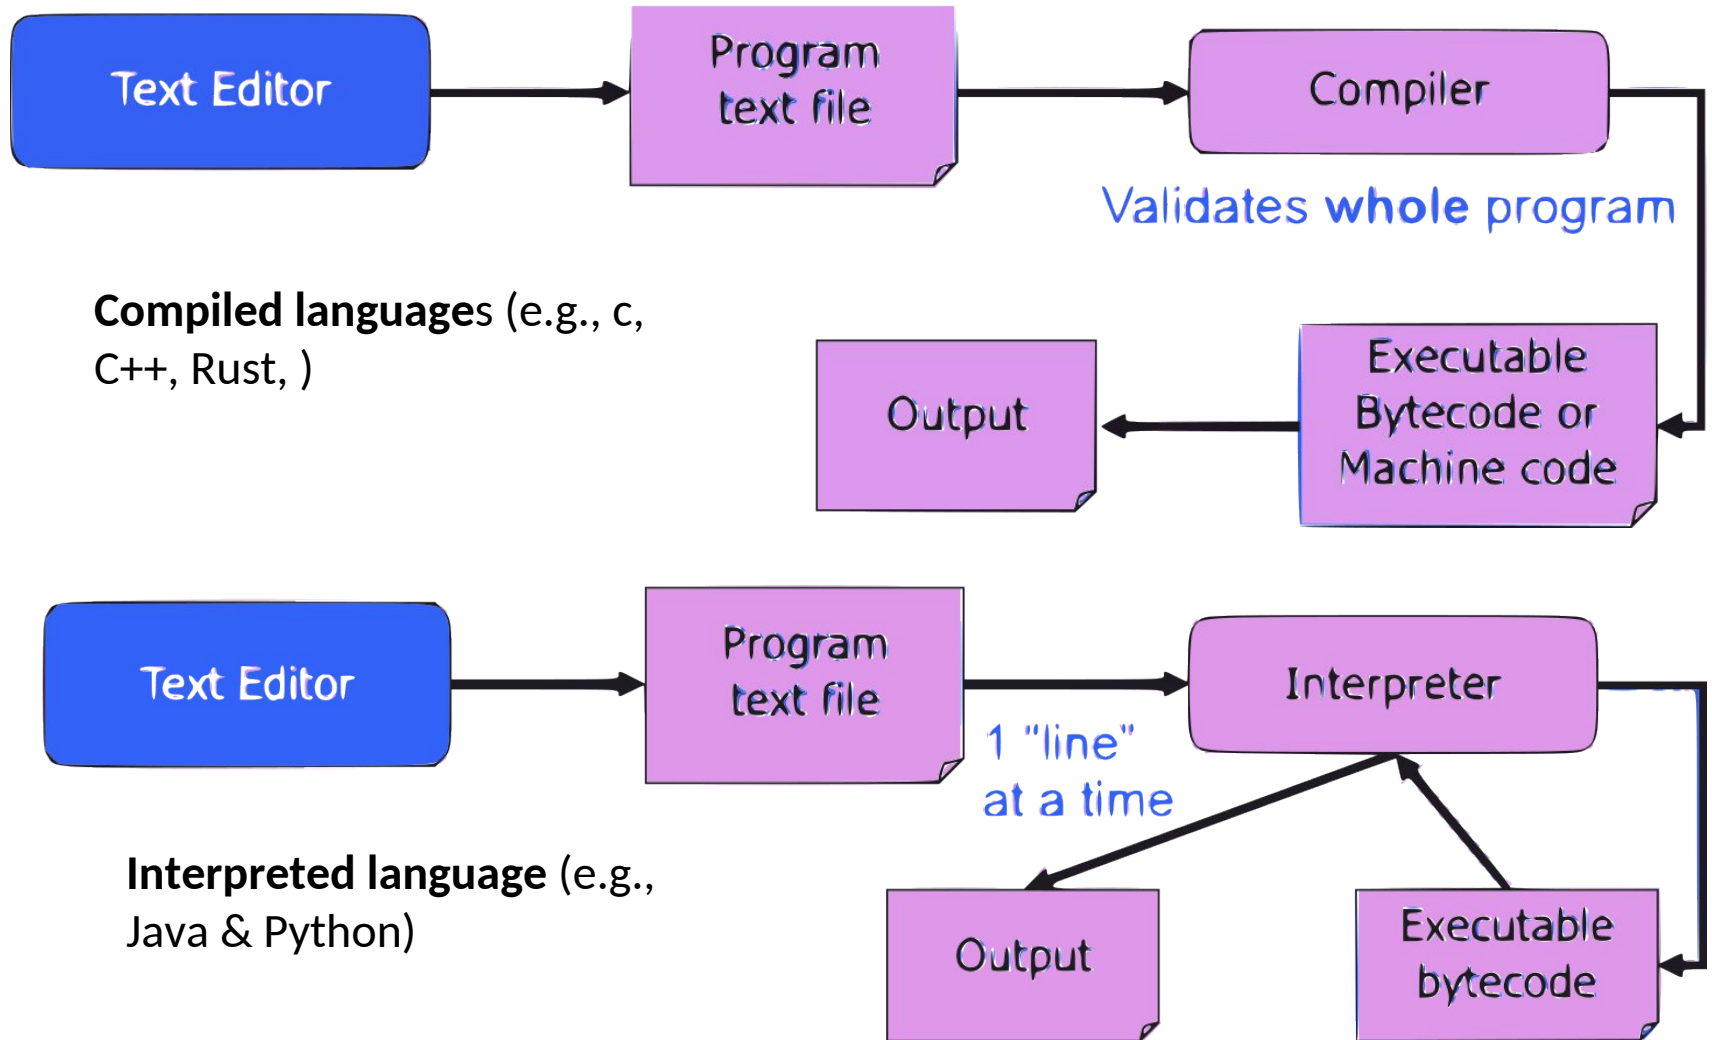 Text Editor
Program
text file
Compiler
Validates whole program
Compiled languages (e.g., c,
C++, Rust, )
Output
Executable
Bytecode or
Machine code
Text Editor
Program
text file
Interpreter
1 "line"
at a time
Interpreted language (e.g.,
Java & Python)
Output
Executable
bytecode